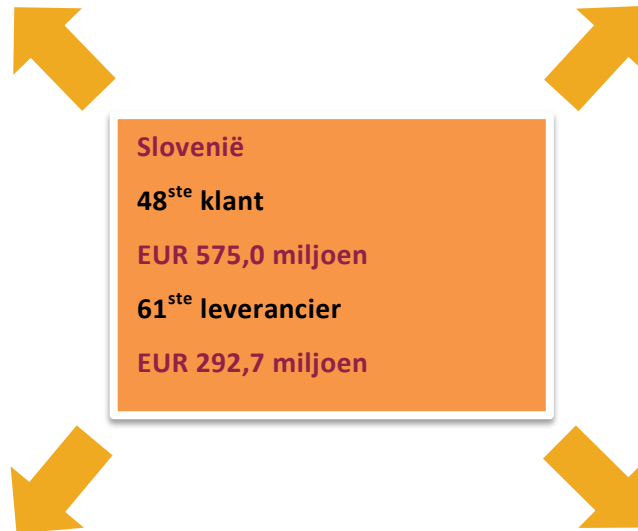 Slovenië
48ste klant
EUR 575,0 miljoen
61ste leverancier
EUR 292,7 miljoen